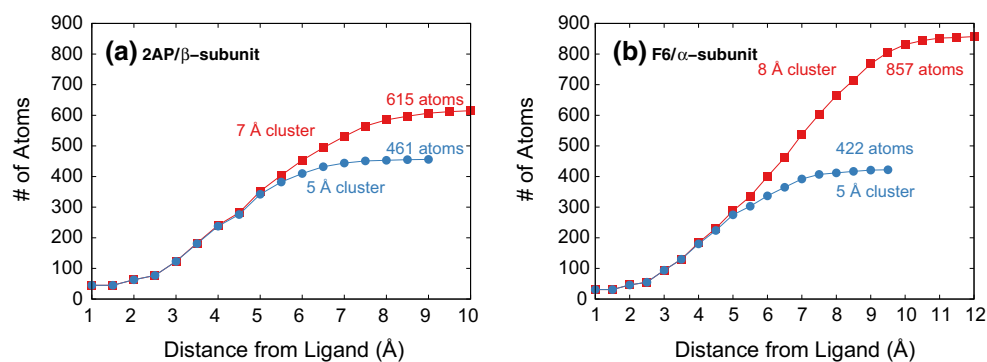 (a) 2AP/β−subunit
# of Atoms
900
800
700
600
500
400
300
200
100
0
615 atoms
7 Å cluster
461 atoms
5 Å cluster
1 2 3 4 5 6 7 8 9 10
Distance from Ligand (Å)
(b) F6/α−subunit
# of Atoms
900
800
700
600
500
400
300
200
100
0
8 Å cluster
857 atoms
422 atoms
5 Å cluster
1 2 3 4 5 6 7 8 9 10 11 12
Distance from Ligand (Å)